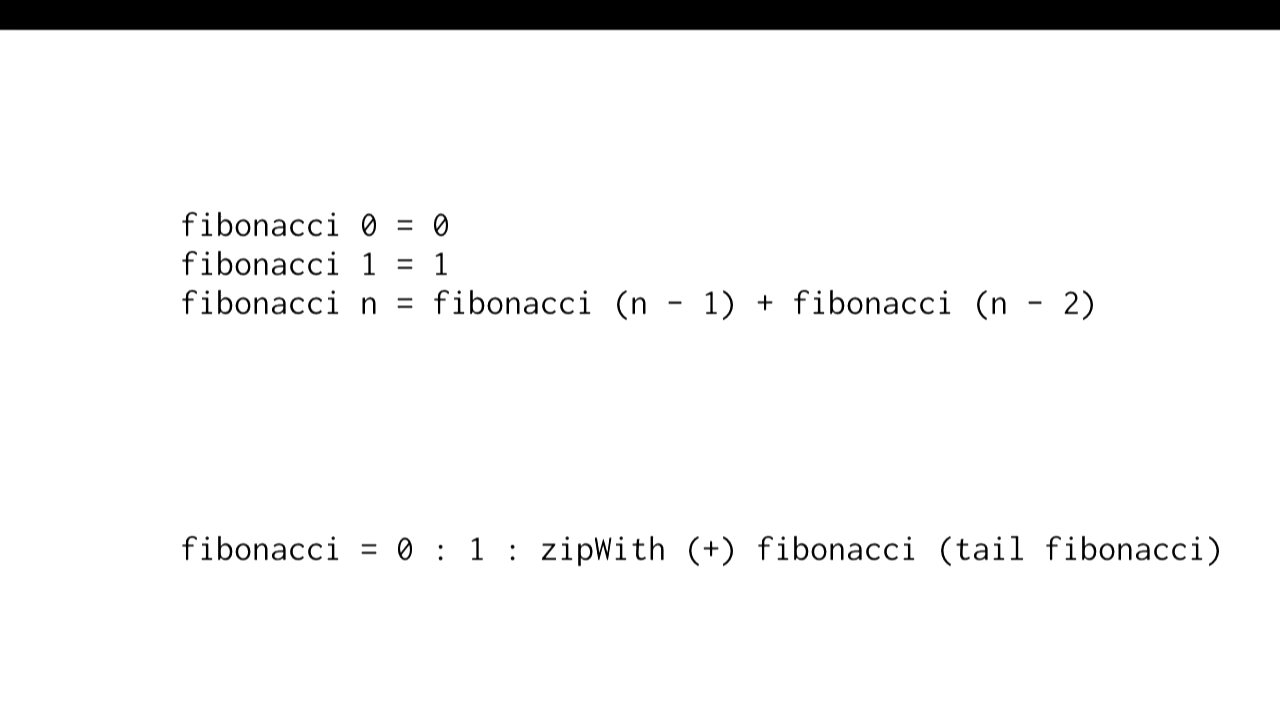 fibonacci 0 = 0
fibonacci 1 = 1
fibonacci n = fibonacci (n - 1) + fibonacci (n - 2)
fibonacci = 0 : 1 : zipWith (+) fibonacci (tail fibonacci)